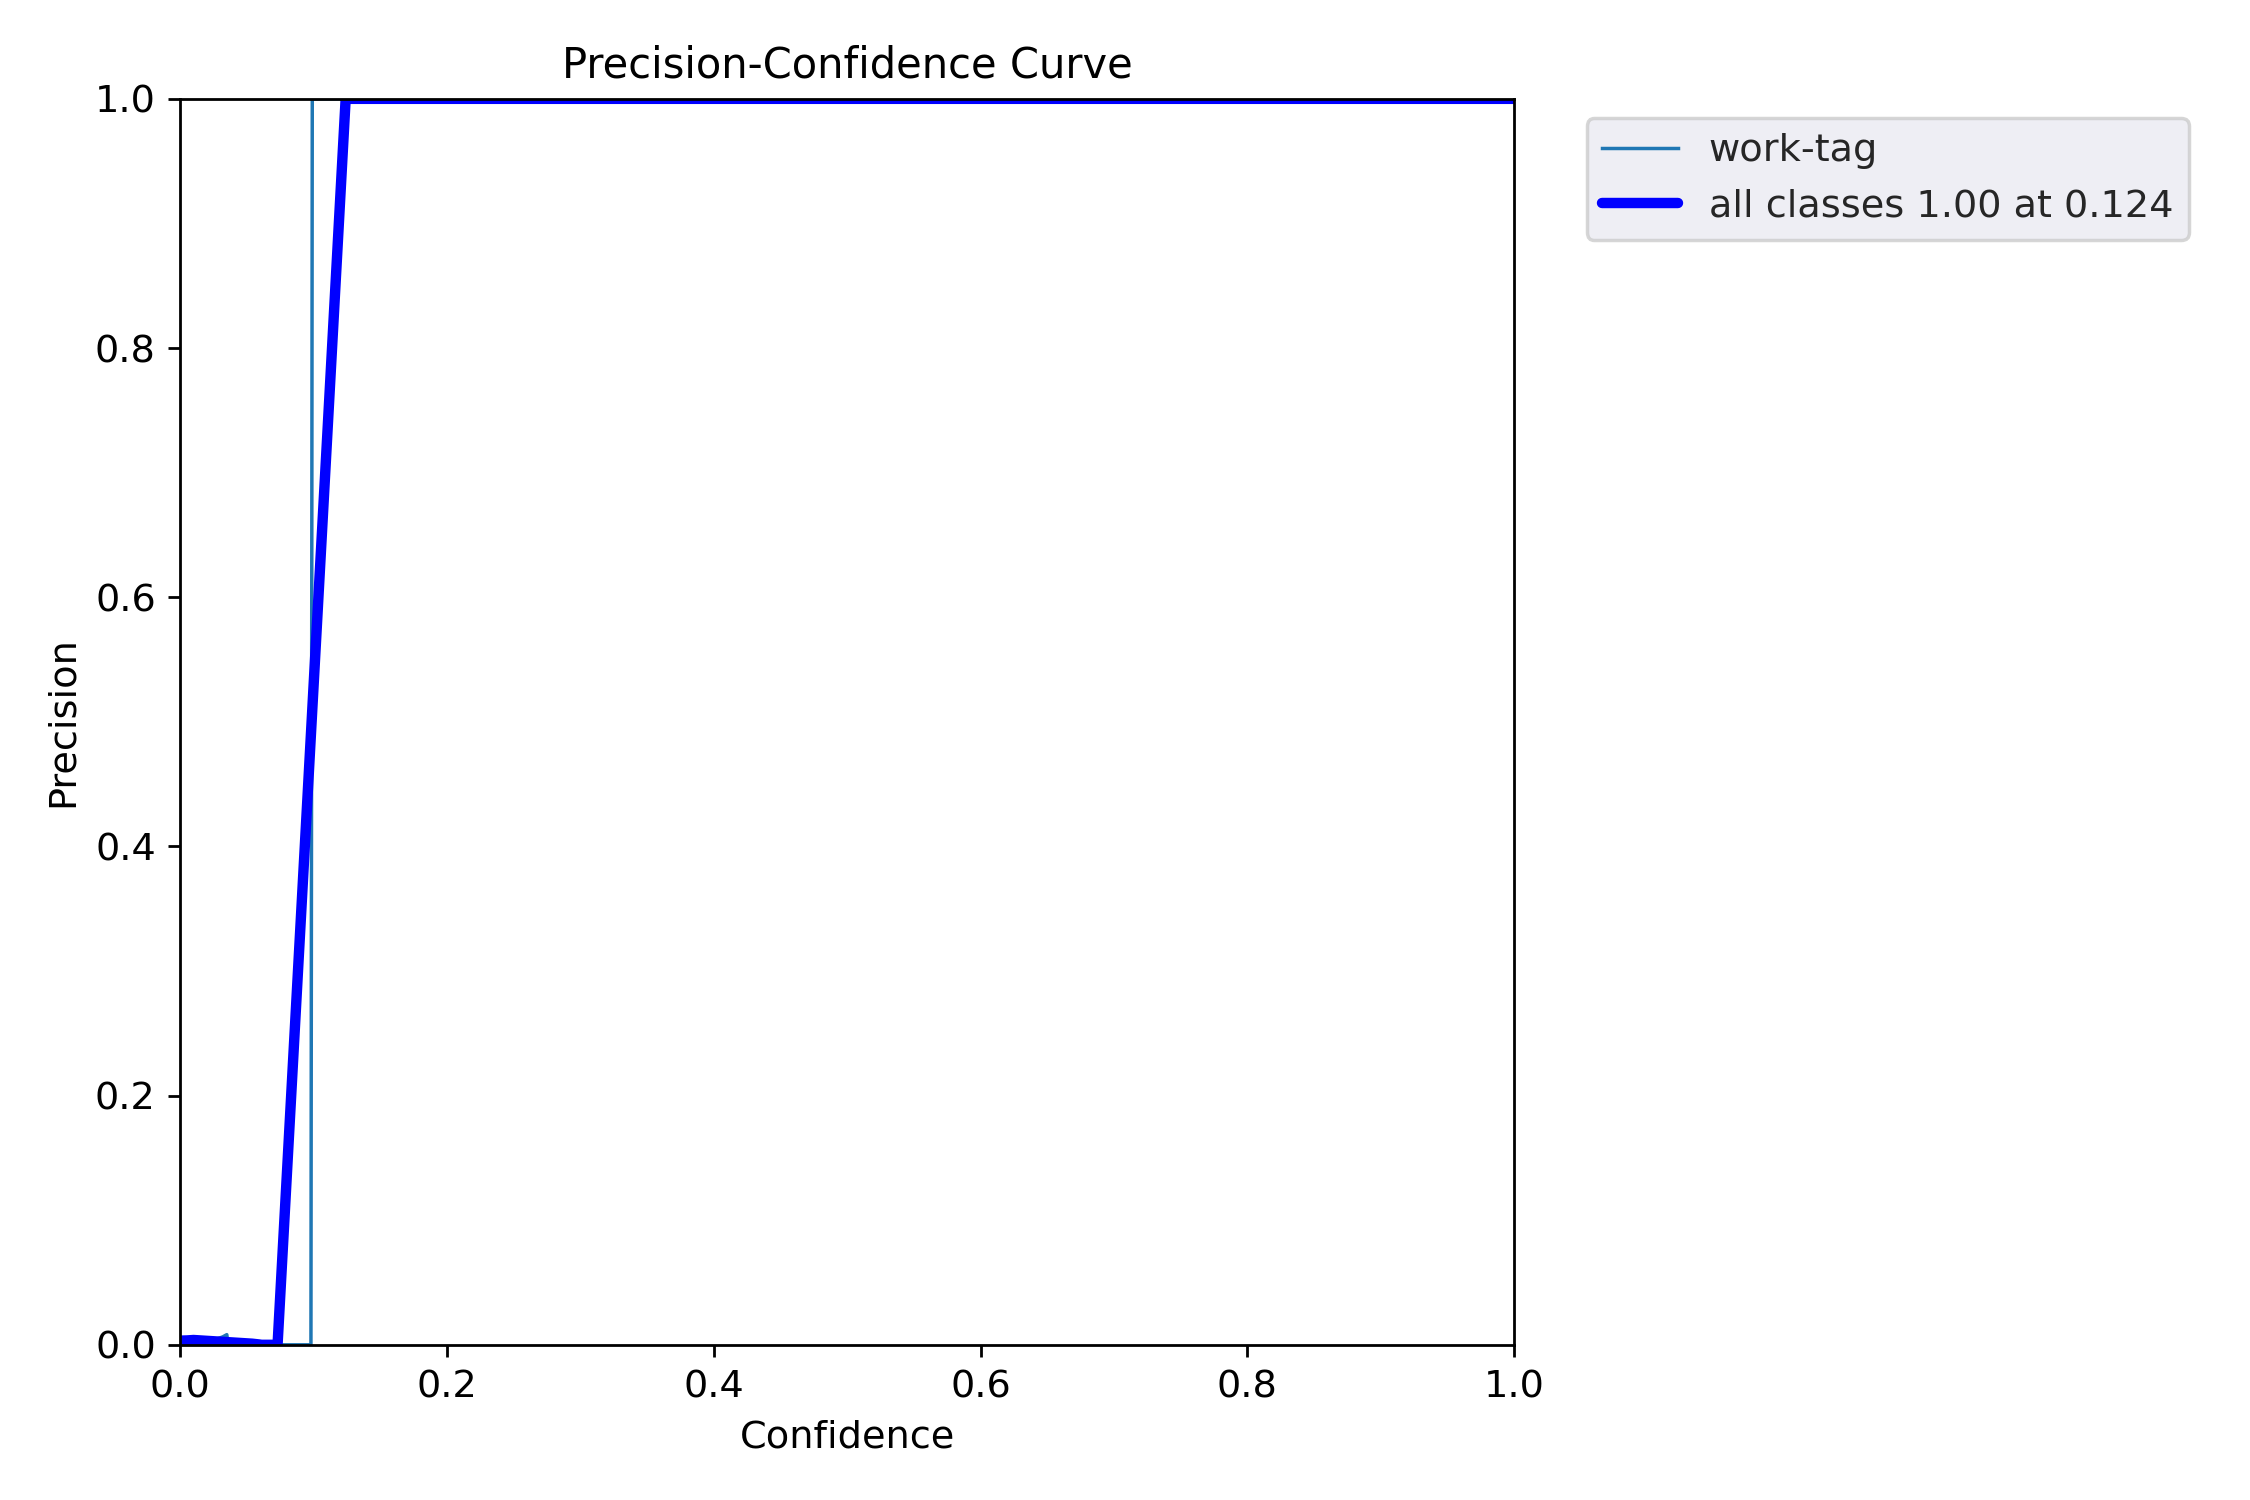 Precision-Confidence Curve
1.0
0.8
0.6
0.4
0.2
0.0
Precision
0.0 0.2 0.4 0.6 0.8 1.0
Confidence
work-tag
all classes 1.00 at 0.124